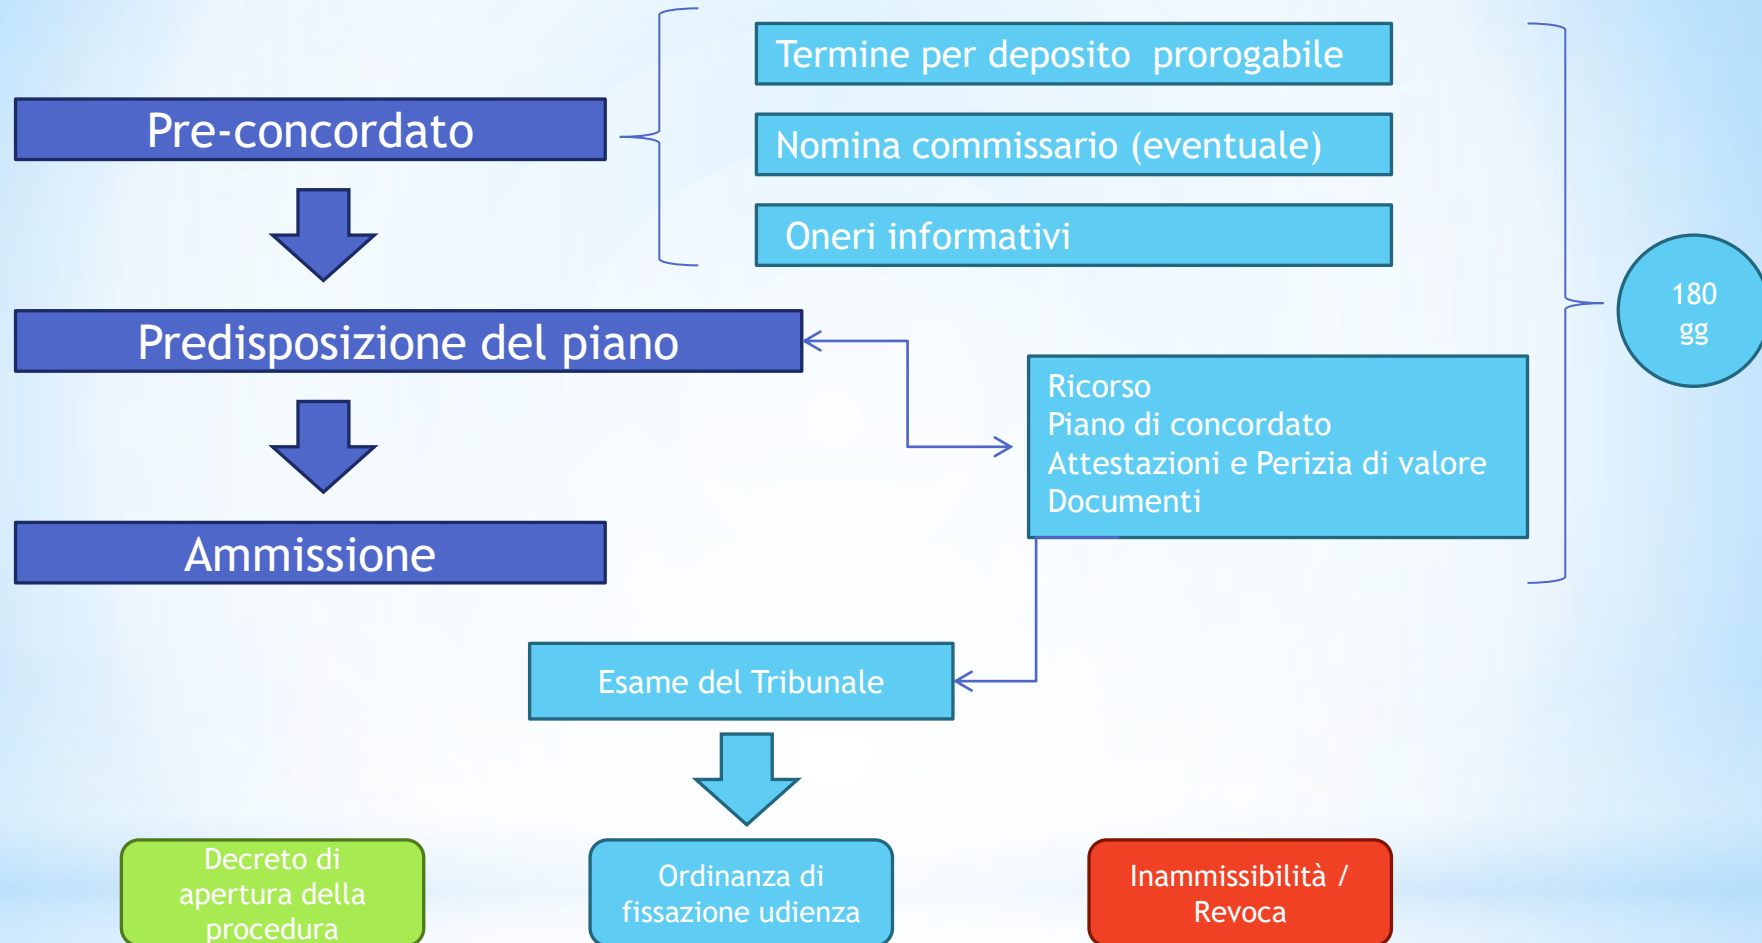 Termine per deposito prorogabile
Pre-concordato
Nomina commissario (eventuale)
Oneri informativi
180
gg
Predisposizione del piano
Ricorso
Piano di concordato
Attestazioni e Perizia di valore
Documenti
Ammissione
Esame del Tribunale
Decreto di
apertura della
procedura
Ordinanza di
fissazione udienza
Inammissibilità /
Revoca